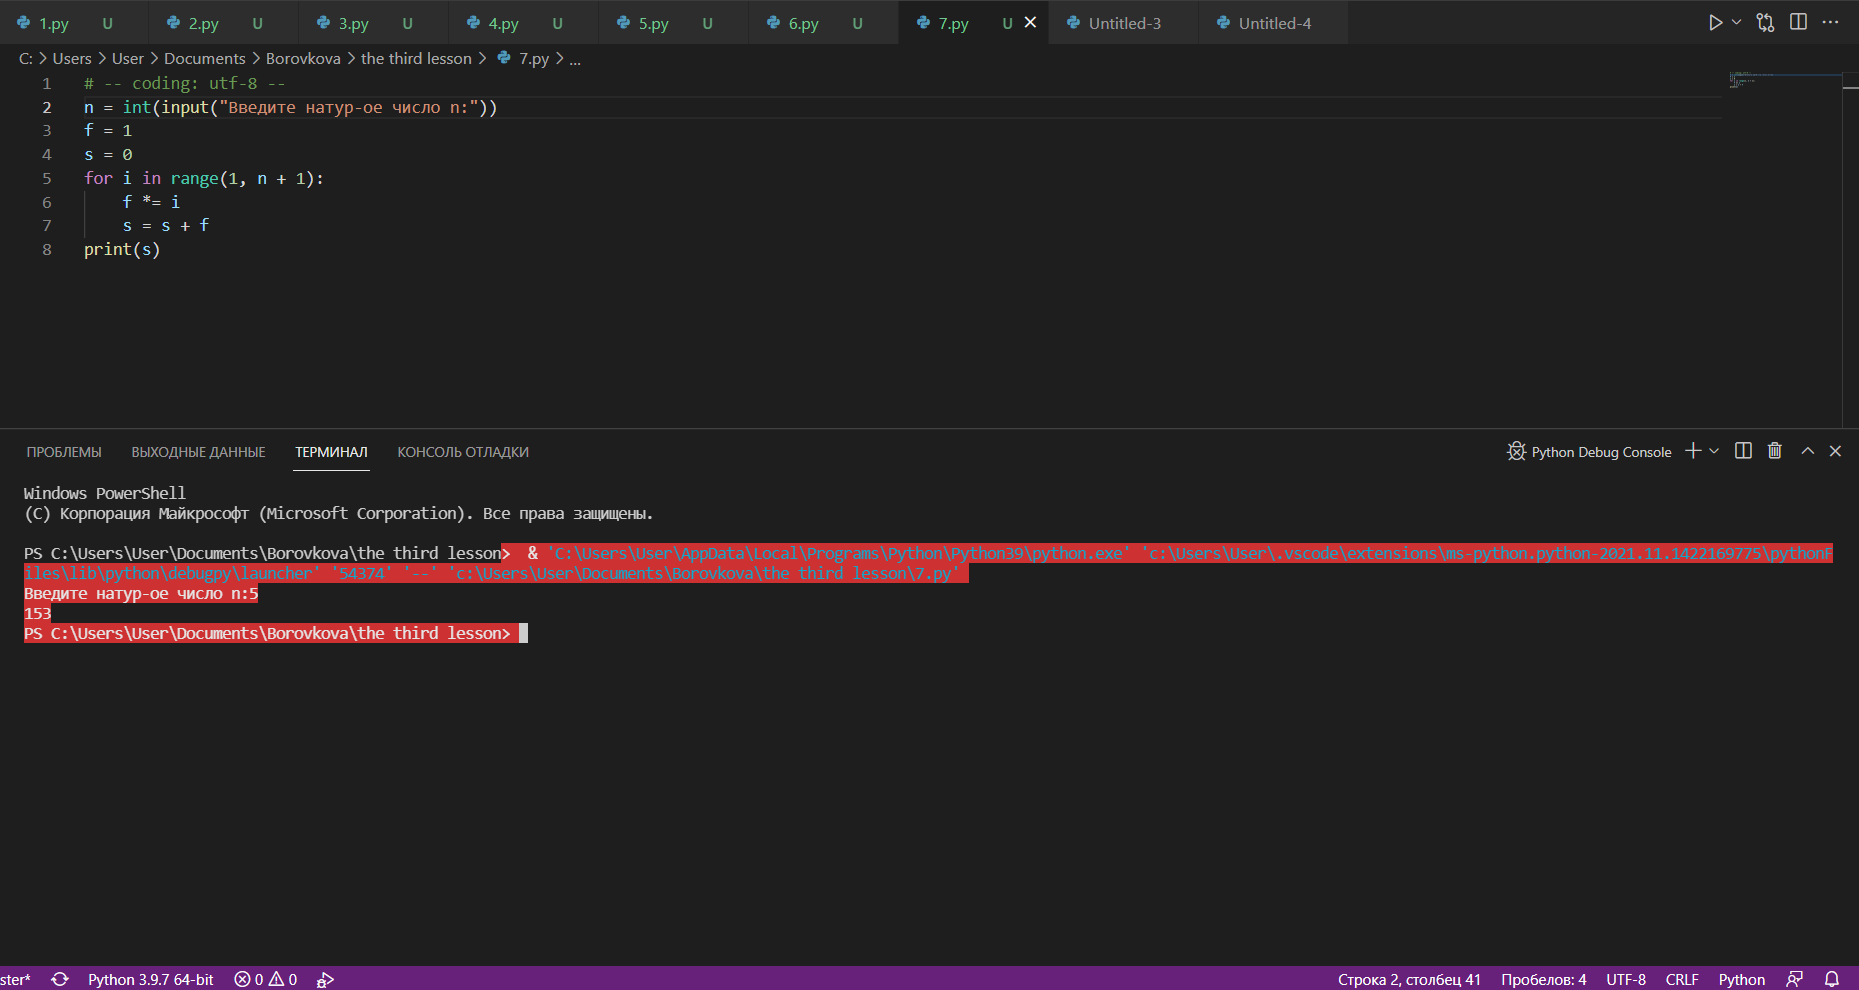 1.py U 2.py U 3.py U 4.py U 5.py U 6.py U 7.py U Untitled-3 Untitled-4
C: > Users > User > Documents > Borovkova > the third lesson > 7.py > ...
1 # -- coding: utf-8 --
2 n = int(input("Введите натур-ое число n:"))
3 f = 1
4 s = 0
5 for i in range(1, n + 1):
6 f *= i
7 s = s + f
8 print(s)
ПРОБЛЕМЫ ВЫХОДНЫЕ ДАННЫЕ ТЕРМИНАЛ КОНСОЛЬ ОТЛАДКИ Python Debug Console
Windows PowerShell
(C) Корпорация Майкрософт (Microsoft Corporation). Все права защищены.
PS C:\Users\User\Documents\Borovkova\the third lesson>  & 'C:\Users\User\AppData\Local\Programs\Python\Python39\python.exe' 'c:\Users\User\.vscode\extensions\ms-python.python-2021.11.1422169775\pythonF
iles\lib\python\debugpy\launcher' '54374' '--' 'c:\Users\User\Documents\Borovkova\the third lesson\7.py'
Введите натур-ое число n:5
153
PS C:\Users\User\Documents\Borovkova\the third lesson>
ster* Python 3.9.7 64-bit 0 0 Строка 2, столбец 41 Пробелов: 4 UTF-8 CRLF Python